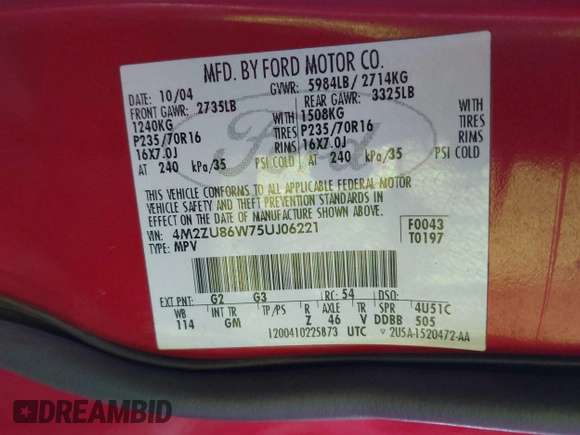 MFD. BY FORD MOTOR CO.
DATE: 10/04 GVWR: 5984LB/ 2714KG
FRONT GAWR: 2735LB REAR GAWR: 3325LB
1240KG 1508KG
P235/70R16 TIRES P235/70R16 TIRES
16X7.0J RIMS 16X7.0J RIMS
AT 240 kPa/35 PSI COLD AT 240 kPa/35 PSI COLD
THIS VEHICLE CONFORMS TO ALL APPLICABLE FEDERAL MOTOR
VEHICLE SAFETY AND THEFT PREVENTION STANDARDS IN
EFFECT ON THE DATE OF MANUFACTURE SHOWN ABOVE.
VIN: 4M2ZU86W75UJ06221 F0043
TYPE: MPV T0197
Ford
EXT PNT: G2 G3 RC: 54 DSO:
WB INT TR TP/PS R AXLE TR SPR 4U51C
114 GM Z 46 V DDBB 505
1200410225873 UTC 2U5A-1520472-AA
DREAMBID